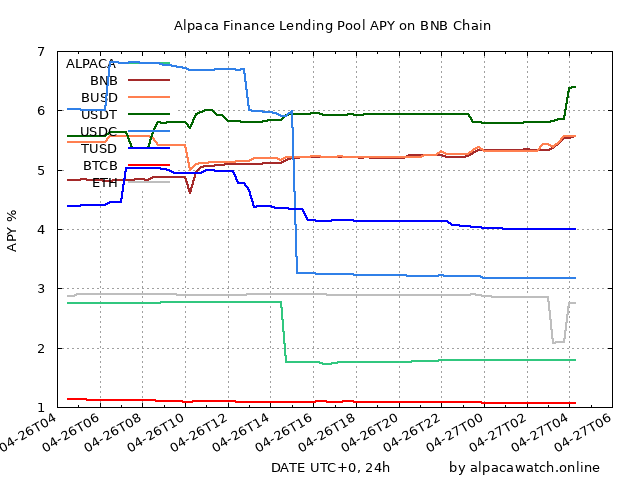 Alpaca Finance Lending Pool APY on BNB Chain
7
ALPACA
BNB
BUSD
USDT
USDC
TUSD
BTCB
ETH
6
5
4
3
2
1
APY %
04-26T04
04-26T06
04-26T08
04-26T10
04-26T12
04-26T14
04-26T16
04-26T18
04-26T20
04-26T22
04-27T00
04-27T02
04-27T04
04-27T06
DATE UTC+0, 24h
by alpacawatch.online